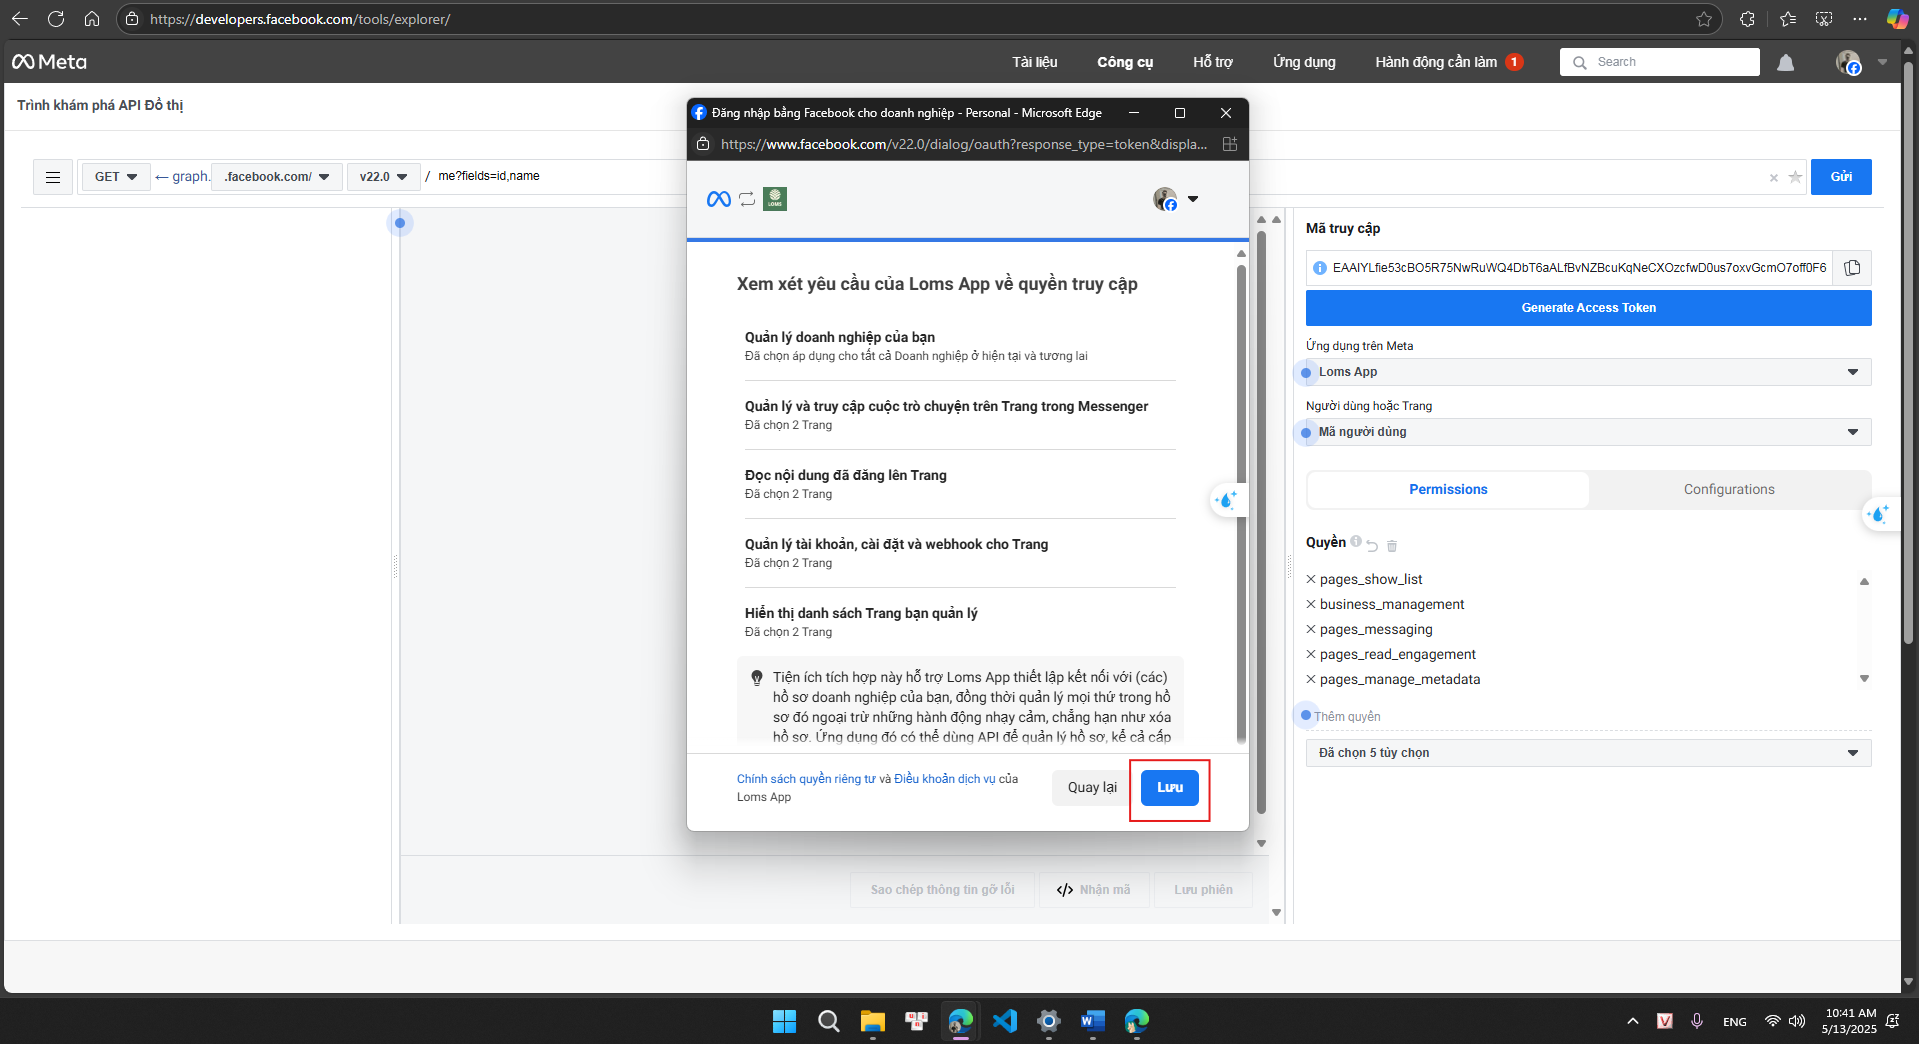 https://developers.facebook.com/tools/explorer/
Meta
Tài liệu
Công cụ
Hỗ trợ
Ứng dụng
Hành động cần làm
1
Search
Trình khám phá API Đồ thị
GET
← graph.
.facebook.com/
v22.0
/
me?fields=id,name
Gửi
Đăng nhập bằng Facebook cho doanh nghiệp - Personal - Microsoft Edge
https://www.facebook.com/v22.0/dialog/oauth?response_type=token&displa...
LOMS
Xem xét yêu cầu của Loms App về quyền truy cập
Quản lý doanh nghiệp của bạn
Đã chọn áp dụng cho tất cả Doanh nghiệp ở hiện tại và tương lai
Quản lý và truy cập cuộc trò chuyện trên Trang trong Messenger
Đã chọn 2 Trang
Đọc nội dung đã đăng lên Trang
Đã chọn 2 Trang
Quản lý tài khoản, cài đặt và webhook cho Trang
Đã chọn 2 Trang
Hiển thị danh sách Trang bạn quản lý
Đã chọn 2 Trang
Tiện ích tích hợp này hỗ trợ Loms App thiết lập kết nối với (các)
hồ sơ doanh nghiệp của bạn, đồng thời quản lý mọi thứ trong hồ
sơ đó ngoại trừ những hành động nhạy cảm, chẳng hạn như xóa
hồ sơ. Ứng dụng đó có thể dùng API để quản lý hồ sơ, kể cả cấp
Chính sách quyền riêng tư và Điều khoản dịch vụ của
Loms App
Quay lại
Lưu
Mã truy cập
EAAIYLfie53cBO5R75NwRuWQ4DbT6aALfBvNZBcuKqNeCXOzcfwD0us7oxvGcmO7off0F6
Generate Access Token
Ứng dụng trên Meta
Loms App
Người dùng hoặc Trang
Mã người dùng
Permissions
Configurations
Quyền
pages_show_list
business_management
pages_messaging
pages_read_engagement
pages_manage_metadata
Thêm quyền
Đã chọn 5 tùy chọn
Sao chép thông tin gỡ lỗi
</> Nhận mã
Lưu phiên
ENG
10:41 AM
5/13/2025